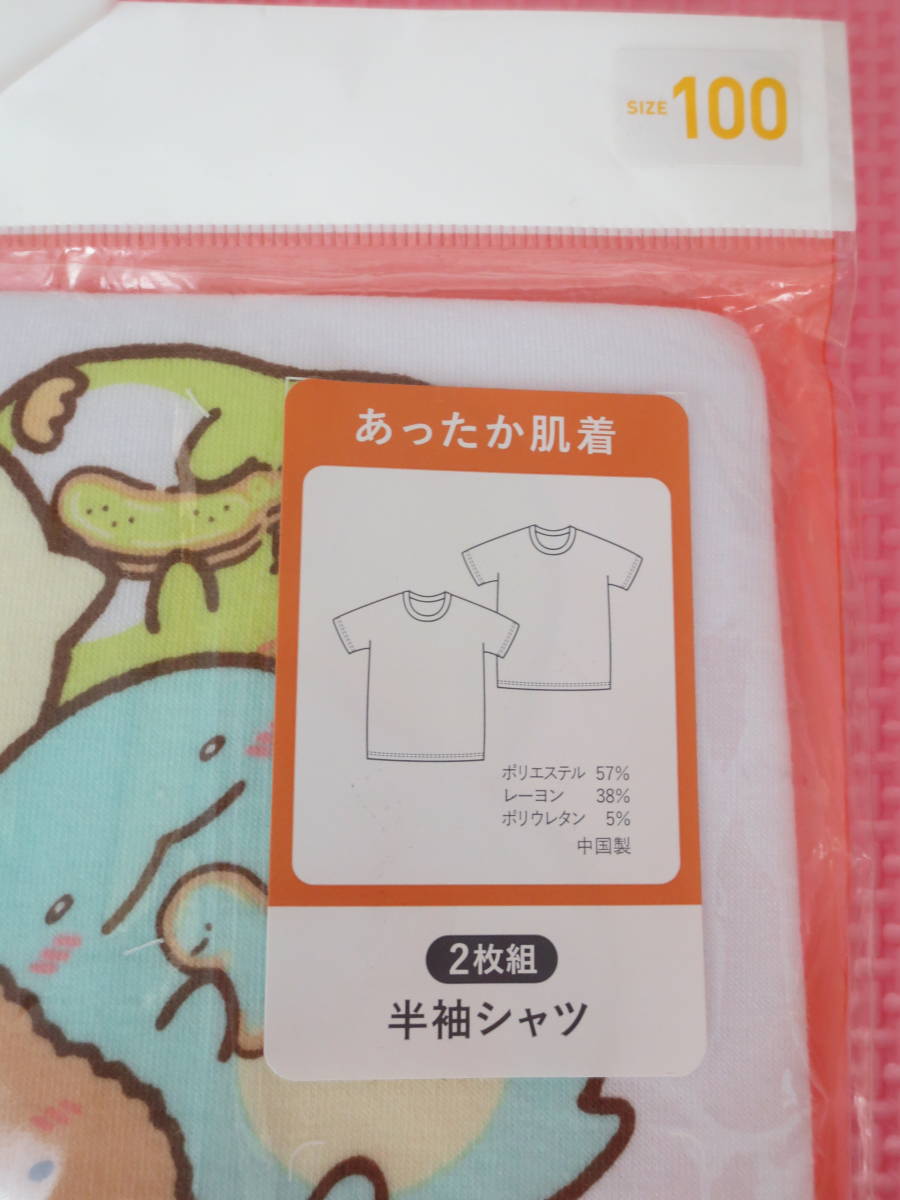 SIZE 100
あったか肌着
ポリエステル 57%
レーヨン 38%
ポリウレタン 5%
中国製
2枚組
半袖シャツ